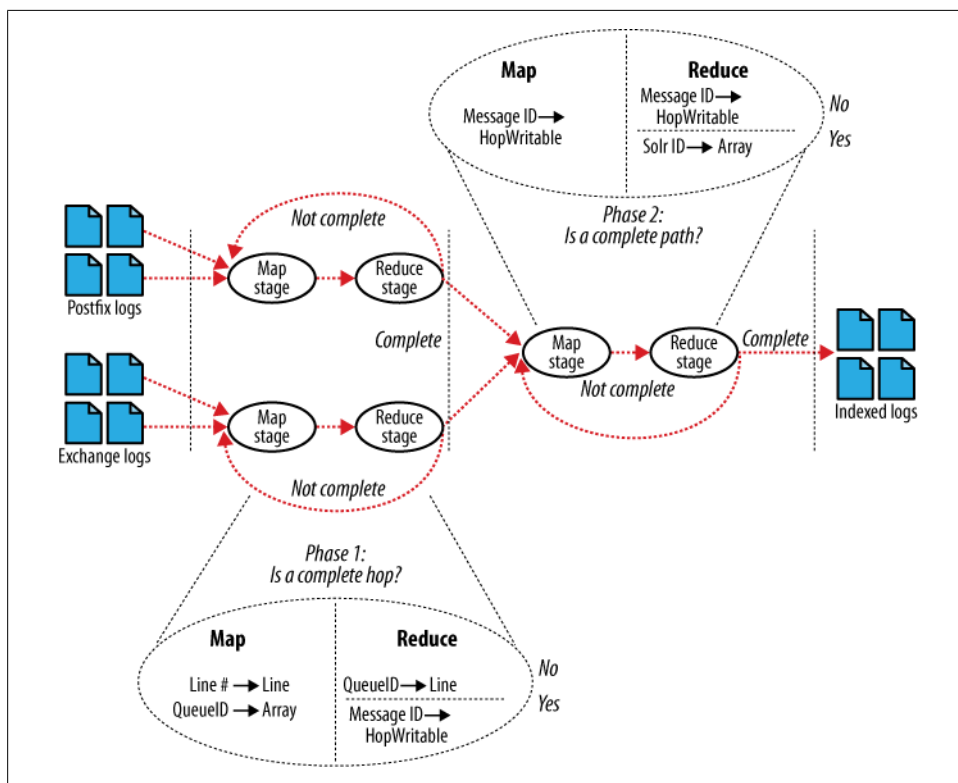 Map
Reduce
Message ID→
HopWritable
Message ID→
HopWritable
No
Yes
Solr ID→Array
Phase 2:
Is a complete path?
Not complete
Map
stage
Reduce
stage
Postfix logs
Complete
Map
stage
Reduce
stage
Complete
Not complete
Indexed logs
Map
stage
Reduce
stage
Exchange logs
Not complete
Phase 1:
Is a complete hop?
Map
Reduce
Line #→Line
QueueID→Array
QueueID→Line
Message ID→
HopWritable
No
Yes